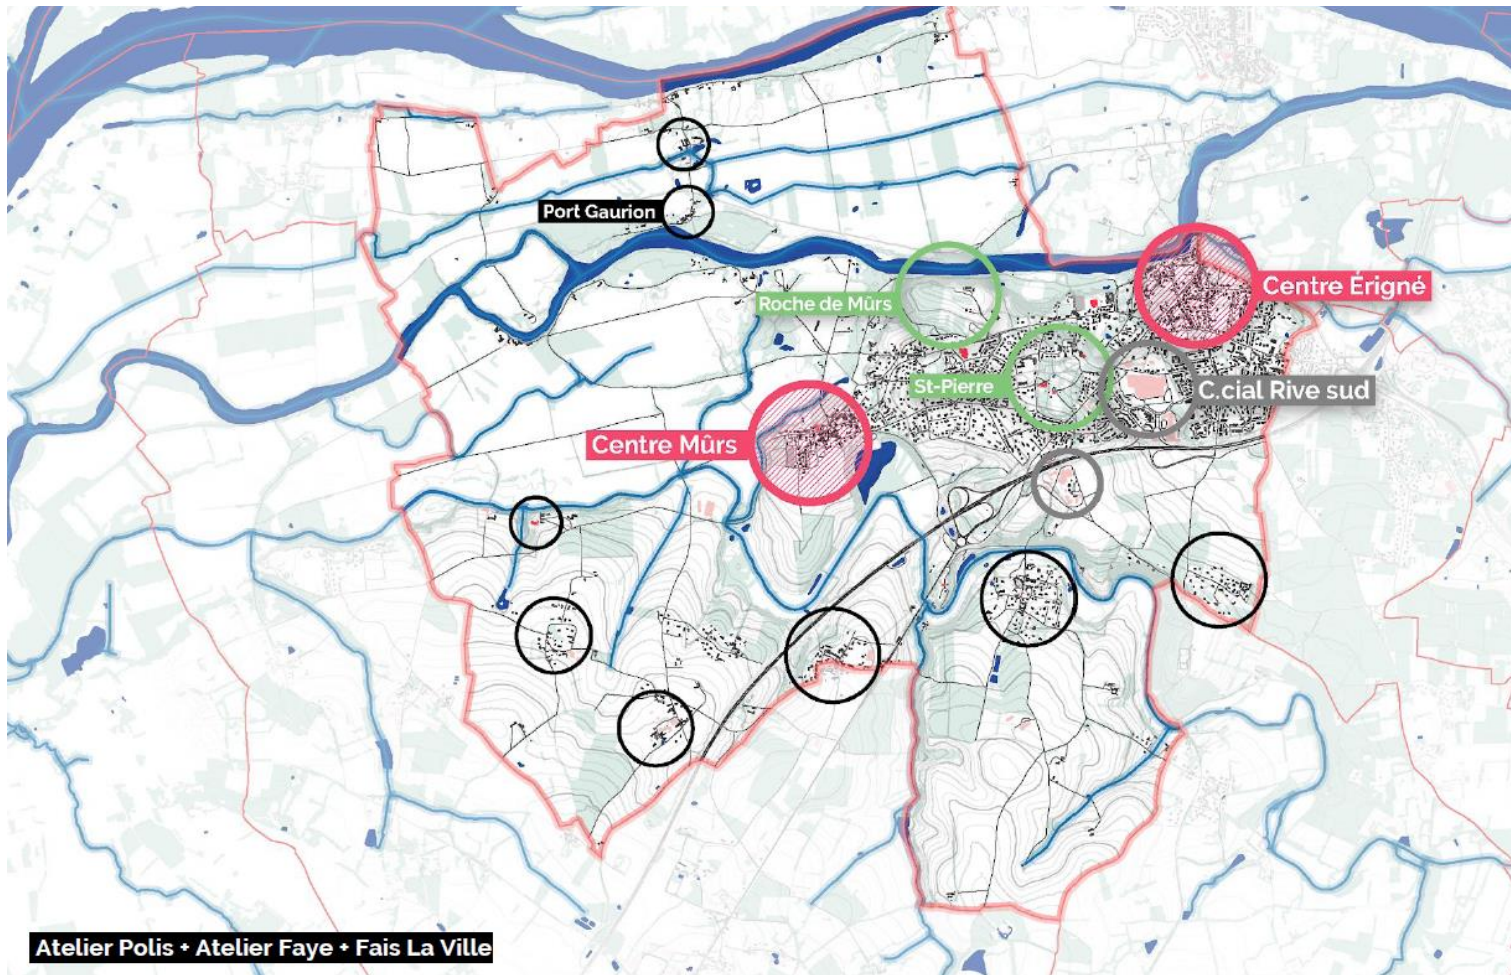 Port Gaurion
Centre Érigné
Roche de Mûrs
St-Pierre
C.cial Rive sud
Centre Mûrs
Atelier Polis + Atelier Faye + Fais La Ville